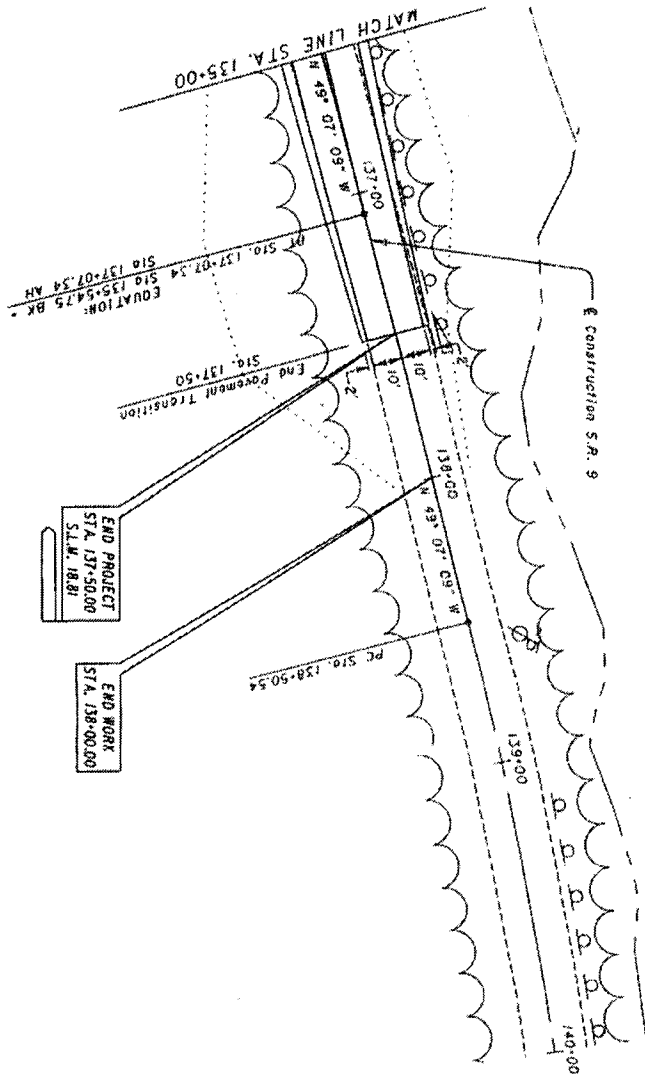 MATCH LINE STA. 135+00
N 49° 07' 09" W
137+00
PT Sta. 137+07.34
EQUATION:
Sta 135+54.75 BK *
Sta 137+07.34 AH
End Pavement Transition
Sta. 137+50
℄ Construction S.R. 9
2'
10'
10'
2'
138+00
N 49° 07' 09" W
END PROJECT
STA. 137+50.00
S.L.M. 18.81
END WORK
STA. 138+00.00
PC Sta. 138+50.54
139+00
140+00